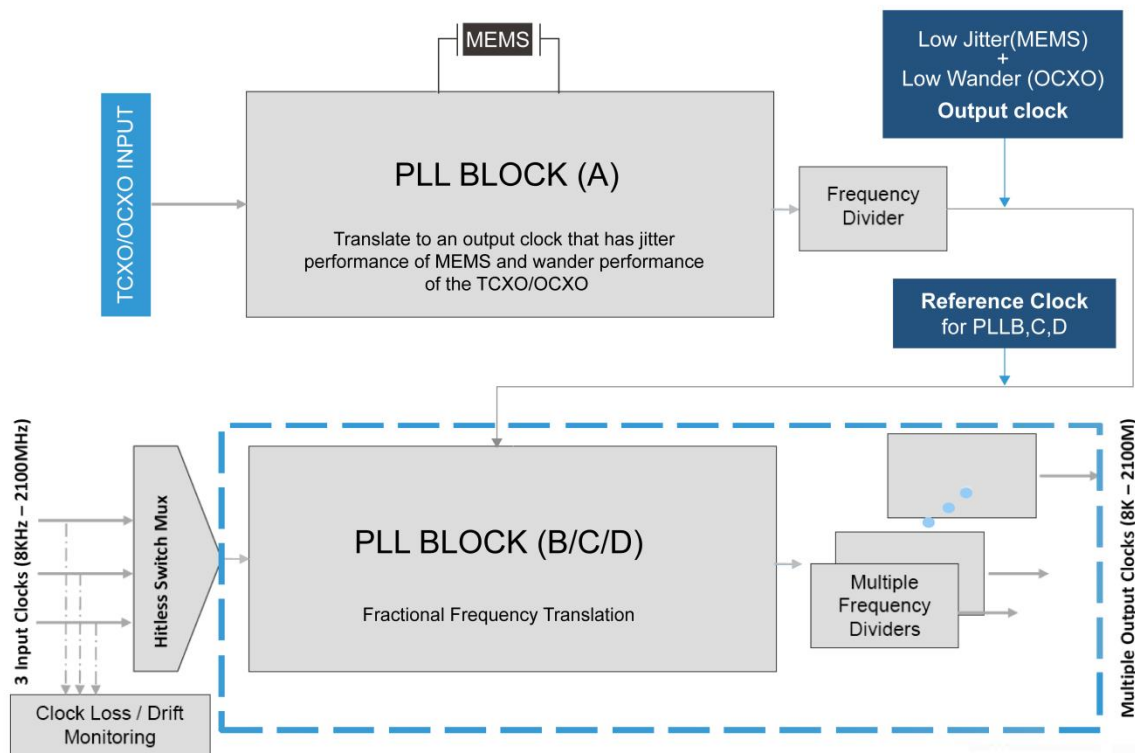 MEMS
Low Jitter(MEMS)
+
Low Wander (OCXO)
Output clock
TCXO/OCXO INPUT
PLL BLOCK (A)
Translate to an output clock that has jitter
performance of MEMS and wander performance
of the TCXO/OCXO
Frequency
Divider
Reference Clock
for PLLB,C,D
3 Input Clocks (8KHz – 2100MHz)
Hitless Switch Mux
PLL BLOCK (B/C/D)
Fractional Frequency Translation
Multiple
Frequency
Dividers
Multiple Output Clocks (8K – 2100M)
Clock Loss / Drift
Monitoring